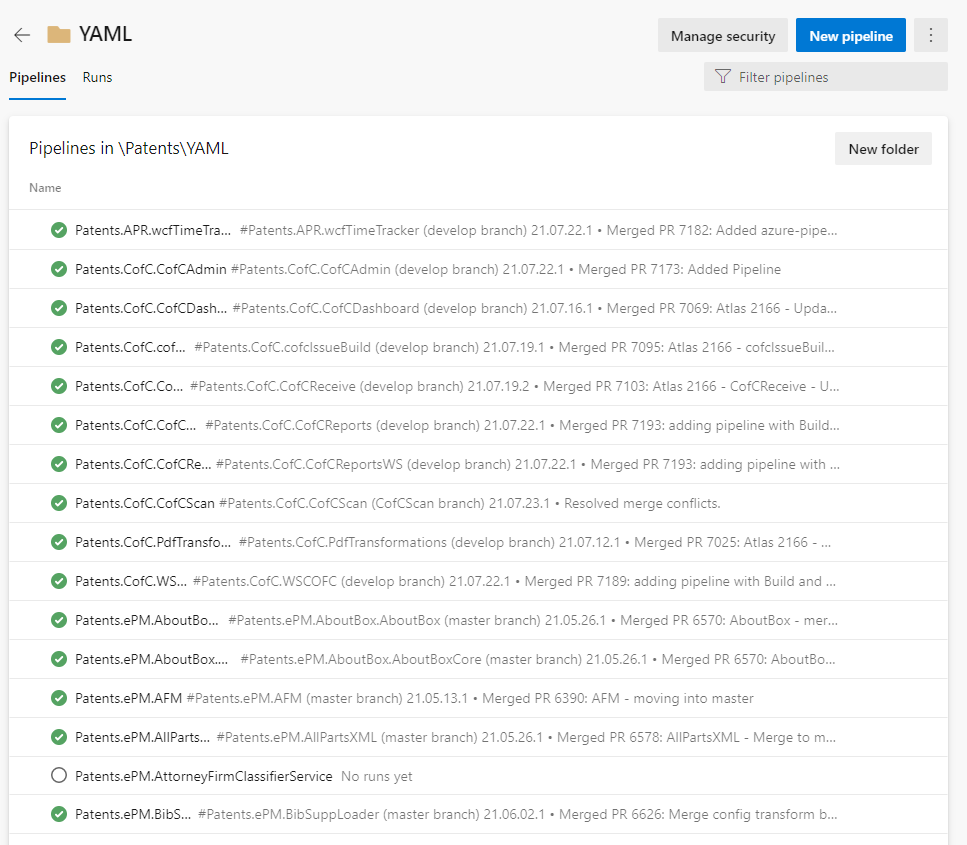 YAML
Manage security
New pipeline
Pipelines
Runs
Filter pipelines
Pipelines in \Patents\YAML
New folder
Name
Patents.APR.wcfTimeTra... #Patents.APR.wcfTimeTracker (develop branch) 21.07.22.1 • Merged PR 7182: Added azure-pipe...
Patents.CofC.CofCAdmin #Patents.CofC.CofCAdmin (develop branch) 21.07.22.1 • Merged PR 7173: Added Pipeline
Patents.CofC.CofCDash... #Patents.CofC.CofCDashboard (develop branch) 21.07.16.1 • Merged PR 7069: Atlas 2166 - Upda...
Patents.CofC.cof... #Patents.CofC.cofcIssueBuild (develop branch) 21.07.19.1 • Merged PR 7095: Atlas 2166 - cofcIssueBuil...
Patents.CofC.Co... #Patents.CofC.CofCReceive (develop branch) 21.07.19.2 • Merged PR 7103: Atlas 2166 - CofCReceive - U...
Patents.CofC.CofC... #Patents.CofC.CofCReports (develop branch) 21.07.22.1 • Merged PR 7193: adding pipeline with Build...
Patents.CofC.CofCRe... #Patents.CofC.CofCReportsWS (develop branch) 21.07.22.1 • Merged PR 7193: adding pipeline with ...
Patents.CofC.CofCScan #Patents.CofC.CofCScan (CofCScan branch) 21.07.23.1 • Resolved merge conflicts.
Patents.CofC.PdfTransfo... #Patents.CofC.PdfTransformations (develop branch) 21.07.12.1 • Merged PR 7025: Atlas 2166 - ...
Patents.CofC.WS... #Patents.CofC.WSCOFC (develop branch) 21.07.22.1 • Merged PR 7189: adding pipeline with Build and ...
Patents.ePM.AboutBo... #Patents.ePM.AboutBox.AboutBox (master branch) 21.05.26.1 • Merged PR 6570: AboutBox - mer...
Patents.ePM.AboutBox.... #Patents.ePM.AboutBox.AboutBoxCore (master branch) 21.05.26.1 • Merged PR 6570: AboutBo...
Patents.ePM.AFM #Patents.ePM.AFM (master branch) 21.05.13.1 • Merged PR 6390: AFM - moving into master
Patents.ePM.AllParts... #Patents.ePM.AllPartsXML (master branch) 21.05.26.1 • Merged PR 6578: AllPartsXML - Merge to m...
Patents.ePM.AttorneyFirmClassifierService No runs yet
Patents.ePM.BibS... #Patents.ePM.BibSuppLoader (master branch) 21.06.02.1 • Merged PR 6626: Merge config transform b...